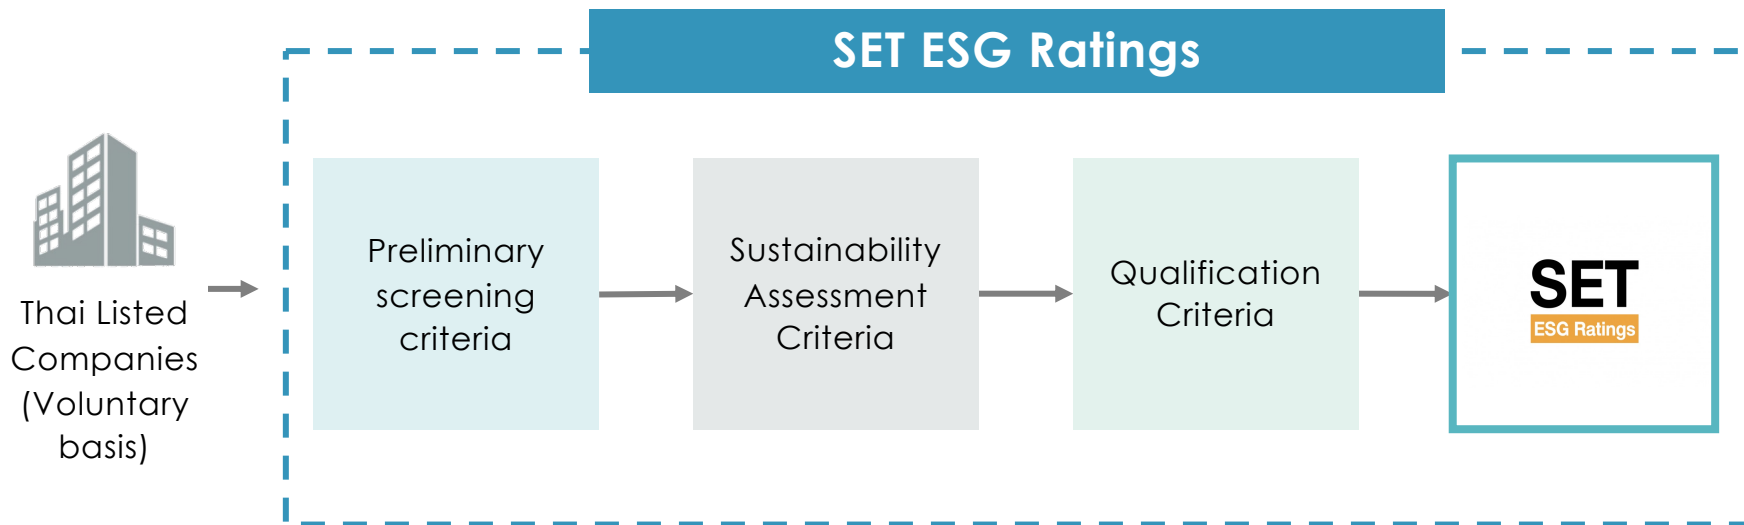 SET ESG Ratings
Thai Listed
Companies
(Voluntary
basis)
Preliminary
screening
criteria
Sustainability
Assessment
Criteria
Qualification
Criteria
SET
ESG Ratings